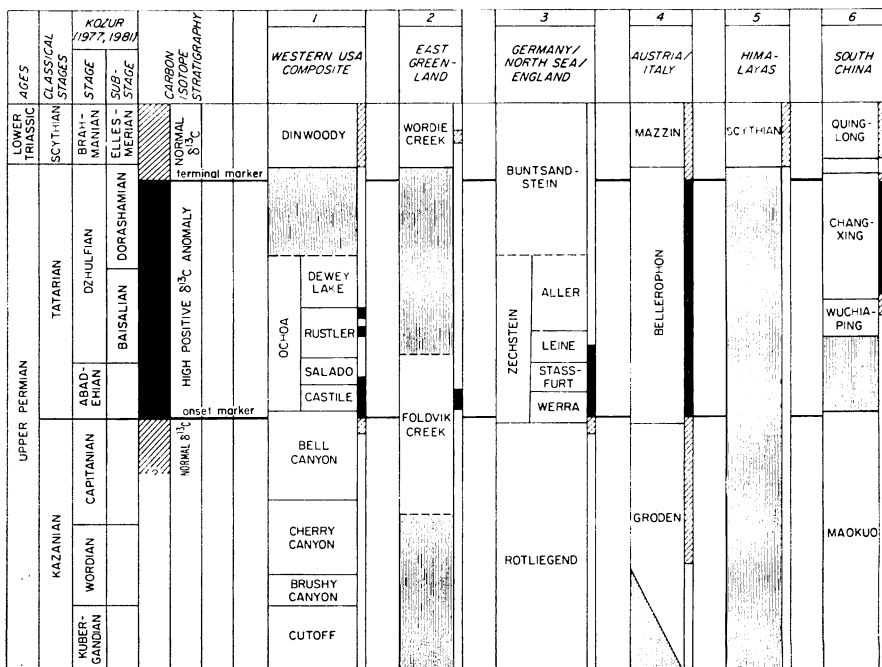 AGES
CLASSICAL
STAGES
KOZUR
(1977, 1981)
STAGE
SUB-
STAGE
CARBON
ISOTOPE
STRATIGRAPHY
1
WESTERN USA
COMPOSITE
2
EAST
GREEN-
LAND
3
GERMANY/
NORTH SEA/
ENGLAND
4
AUSTRIA/
ITALY
5
HIMA-
LAYAS
6
SOUTH
CHINA
LOWER
TRIASSIC
SCYTHIAN
BRAH-
MANIAN
ELLES-
MERIAN
NORMAL
δ13C
DINWOODY
WORDIE
CREEK
BUNTSAND-
STEIN
MAZZIN
SCYTHIAN
QUING-
LONG
terminal marker
UPPER PERMIAN
TATARIAN
DZHULFIAN
DORASHAMIAN
BAISALIAN
ABAD-
EHIAN
HIGH POSITIVE δ13C ANOMALY
OCHOA
DEWEY
LAKE
RUSTLER
SALADO
CASTILE
ZECHSTEIN
ALLER
LEINE
STASS-
FURT
WERRA
BELLEROPHON
CHANG-
XING
WUCHIA-
PING
onset marker
KAZANIAN
CAPITANIAN
WORDIAN
KUBER-
GANDIAN
NORMAL δ13C
BELL
CANYON
CHERRY
CANYON
BRUSHY
CANYON
CUTOFF
FOLDVIK
CREEK
ROTLIEGEND
GRODEN
MAOKUO